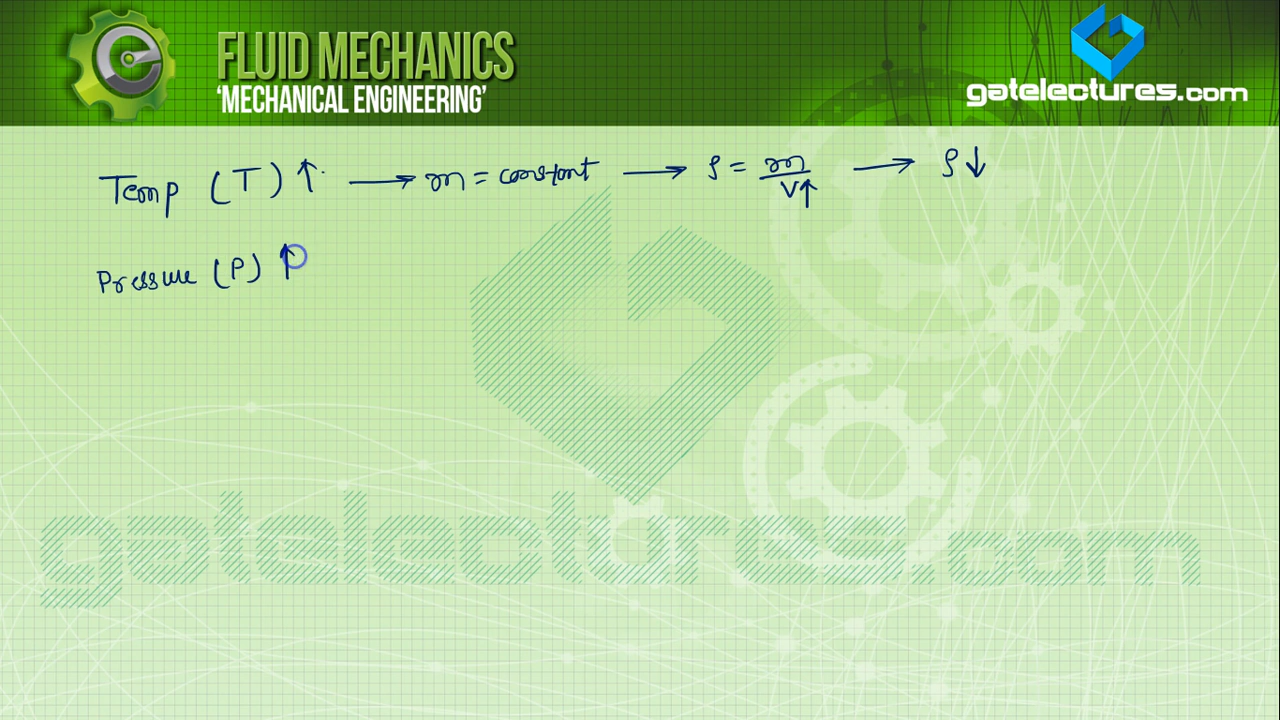 FLUID MECHANICS
'MECHANICAL ENGINEERING'
gatelectures.com
Temp (T) ↑ → m = constant → ρ = m / V↑ → ρ ↓
Pressure (P) ↑
gatelectures.com